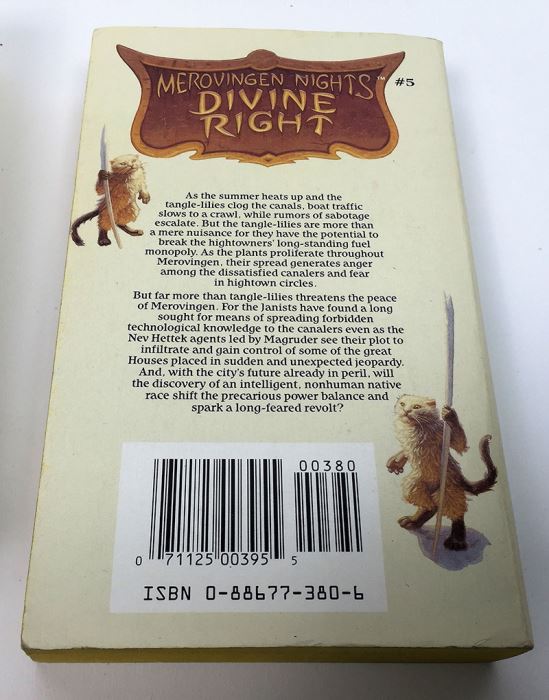 MEROVINGEN NIGHTS™ #5
DIVINE
RIGHT
As the summer heats up and the
tangle-lilies clog the canals, boat traffic
slows to a crawl, while rumors of sabotage
escalate. But the tangle-lilies are more than
a mere nuisance for they have the potential to
break the hightowners' long-standing fuel
monopoly. As the plants proliferate throughout
Merovingen, their spread generates anger
among the dissatisfied canalers and fear
in hightown circles.
But far more than tangle-lilies threatens the peace
of Merovingen. For the Janists have found a long
sought for means of spreading forbidden
technological knowledge to the canalers even as the
Nev Hettek agents led by Magruder see their plot to
infiltrate and gain control of some of the great
Houses placed in sudden and unexpected jeopardy.
And, with the city's future already in peril, will
the discovery of an intelligent, nonhuman native
race shift the precarious power balance and
spark a long-feared revolt?
00380
0 71125 00395 5
ISBN 0-88677-380-6